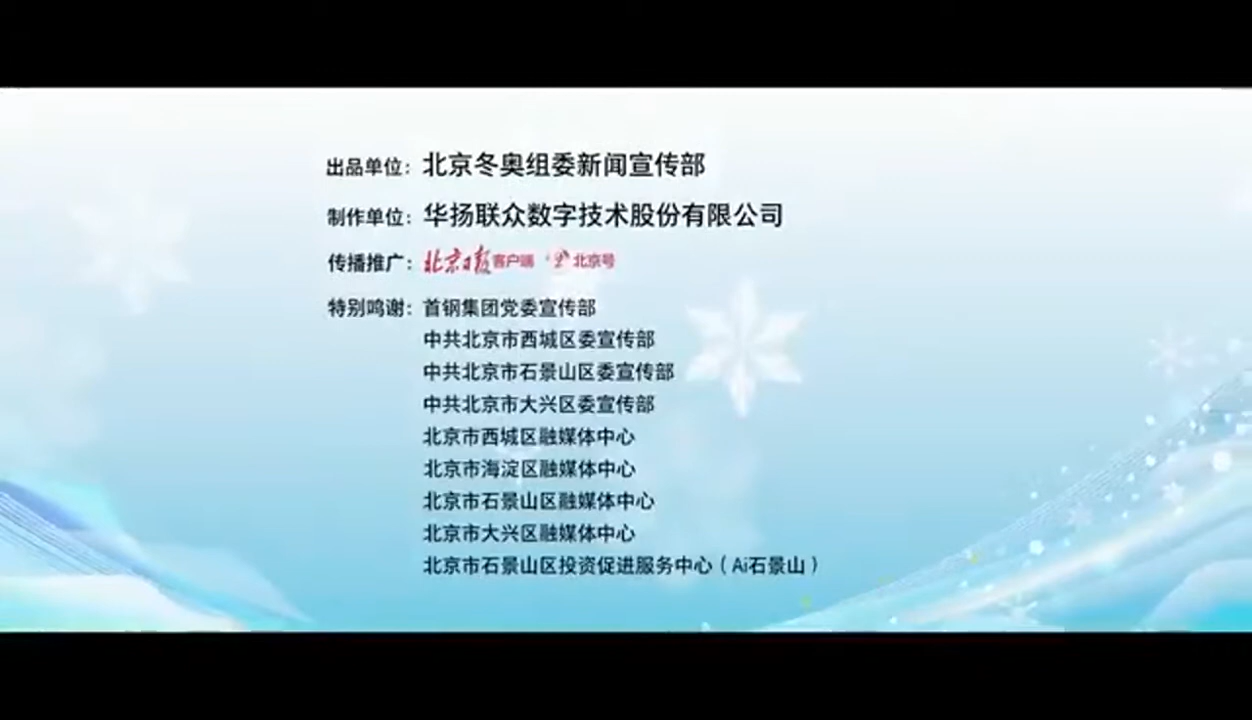 出品单位：北京冬奥组委新闻宣传部
制作单位：华扬联众数字技术股份有限公司
传播推广：北京日报客户端 北京号
特别鸣谢：首钢集团党委宣传部
中共北京市西城区委宣传部
中共北京市石景山区委宣传部
中共北京市大兴区委宣传部
北京市西城区融媒体中心
北京市海淀区融媒体中心
北京市石景山区融媒体中心
北京市大兴区融媒体中心
北京市石景山区投资促进服务中心（Ai石景山）